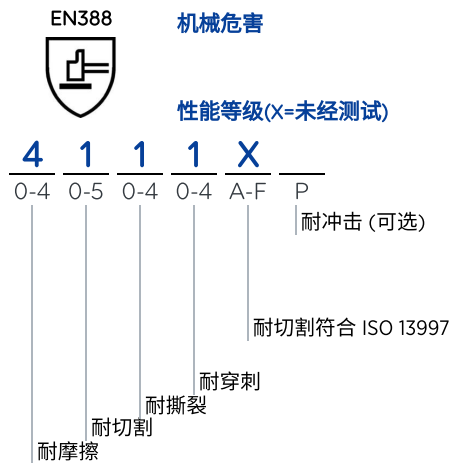 EN388
机械危害
性能等级(X=未经测试)
4 1 1 1 X
0-4 0-5 0-4 0-4 A-F P
耐冲击 (可选)
耐切割符合 ISO 13997
耐穿刺
耐撕裂
耐切割
耐摩擦